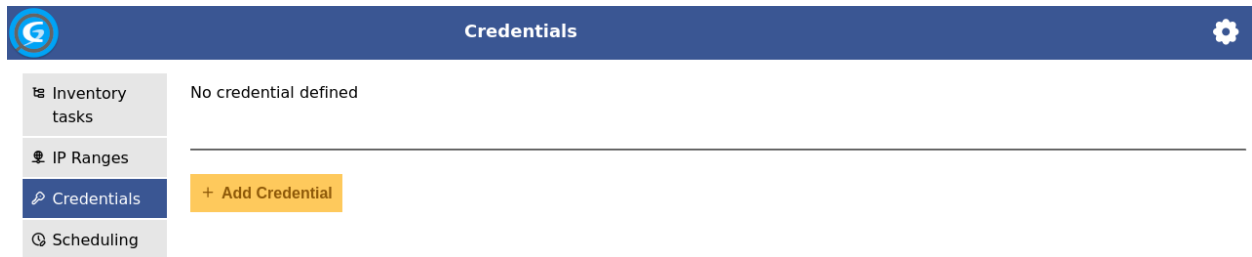 Credentials
Inventory
tasks
IP Ranges
Credentials
Scheduling
No credential defined
+ Add Credential